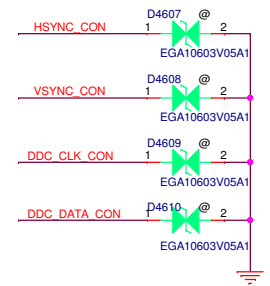 D4607 @
HSYNC_CON 1 2
EGA10603V05A1
D4608 @
VSYNC_CON 1 2
EGA10603V05A1
D4609 @
DDC_CLK_CON 1 2
EGA10603V05A1
D4610 @
DDC_DATA_CON 1 2
EGA10603V05A1